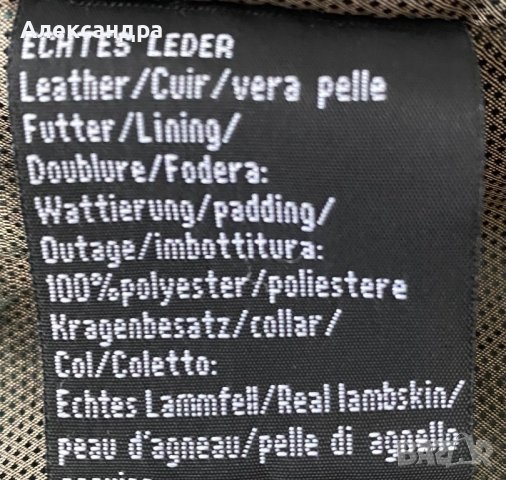 Александра
ECHTES LEDER
Leather/Cuir/vera pelle
Futter/Lining/
Doublure/Fodera:
Wattierung/padding/
Outage/imbottitura:
100%polyester/poliestere
Kragenbesatz/collar/
Col/Coletto:
Echtes Lammfell/Real lambskin/
peau d'agneau/pelle di agnello